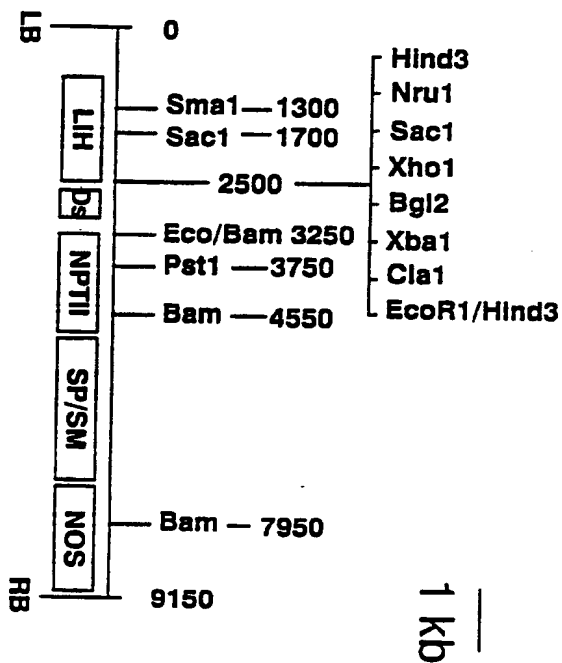 LB
0
LIH
Sma1 1300
Sac1 1700
2500
Ds
Eco/Bam 3250
NPTII
Pst1 3750
Bam 4550
SP/SM
Bam 7950
NOS
RB
9150
Hind3
Nru1
Sac1
Xho1
Bgl2
Xba1
Cla1
EcoR1/Hind3
1 kb